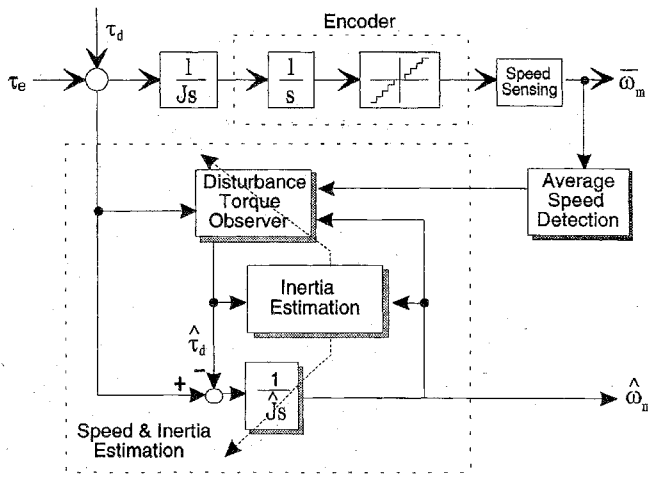 Encoder
τd
τe
1
Js
1
s
Speed
Sensing
ω̅m
Disturbance
Torque
Observer
Average
Speed
Detection
Inertia
Estimation
τ̂d
+
−
1
Ĵs
ω̂m
Speed & Inertia
Estimation